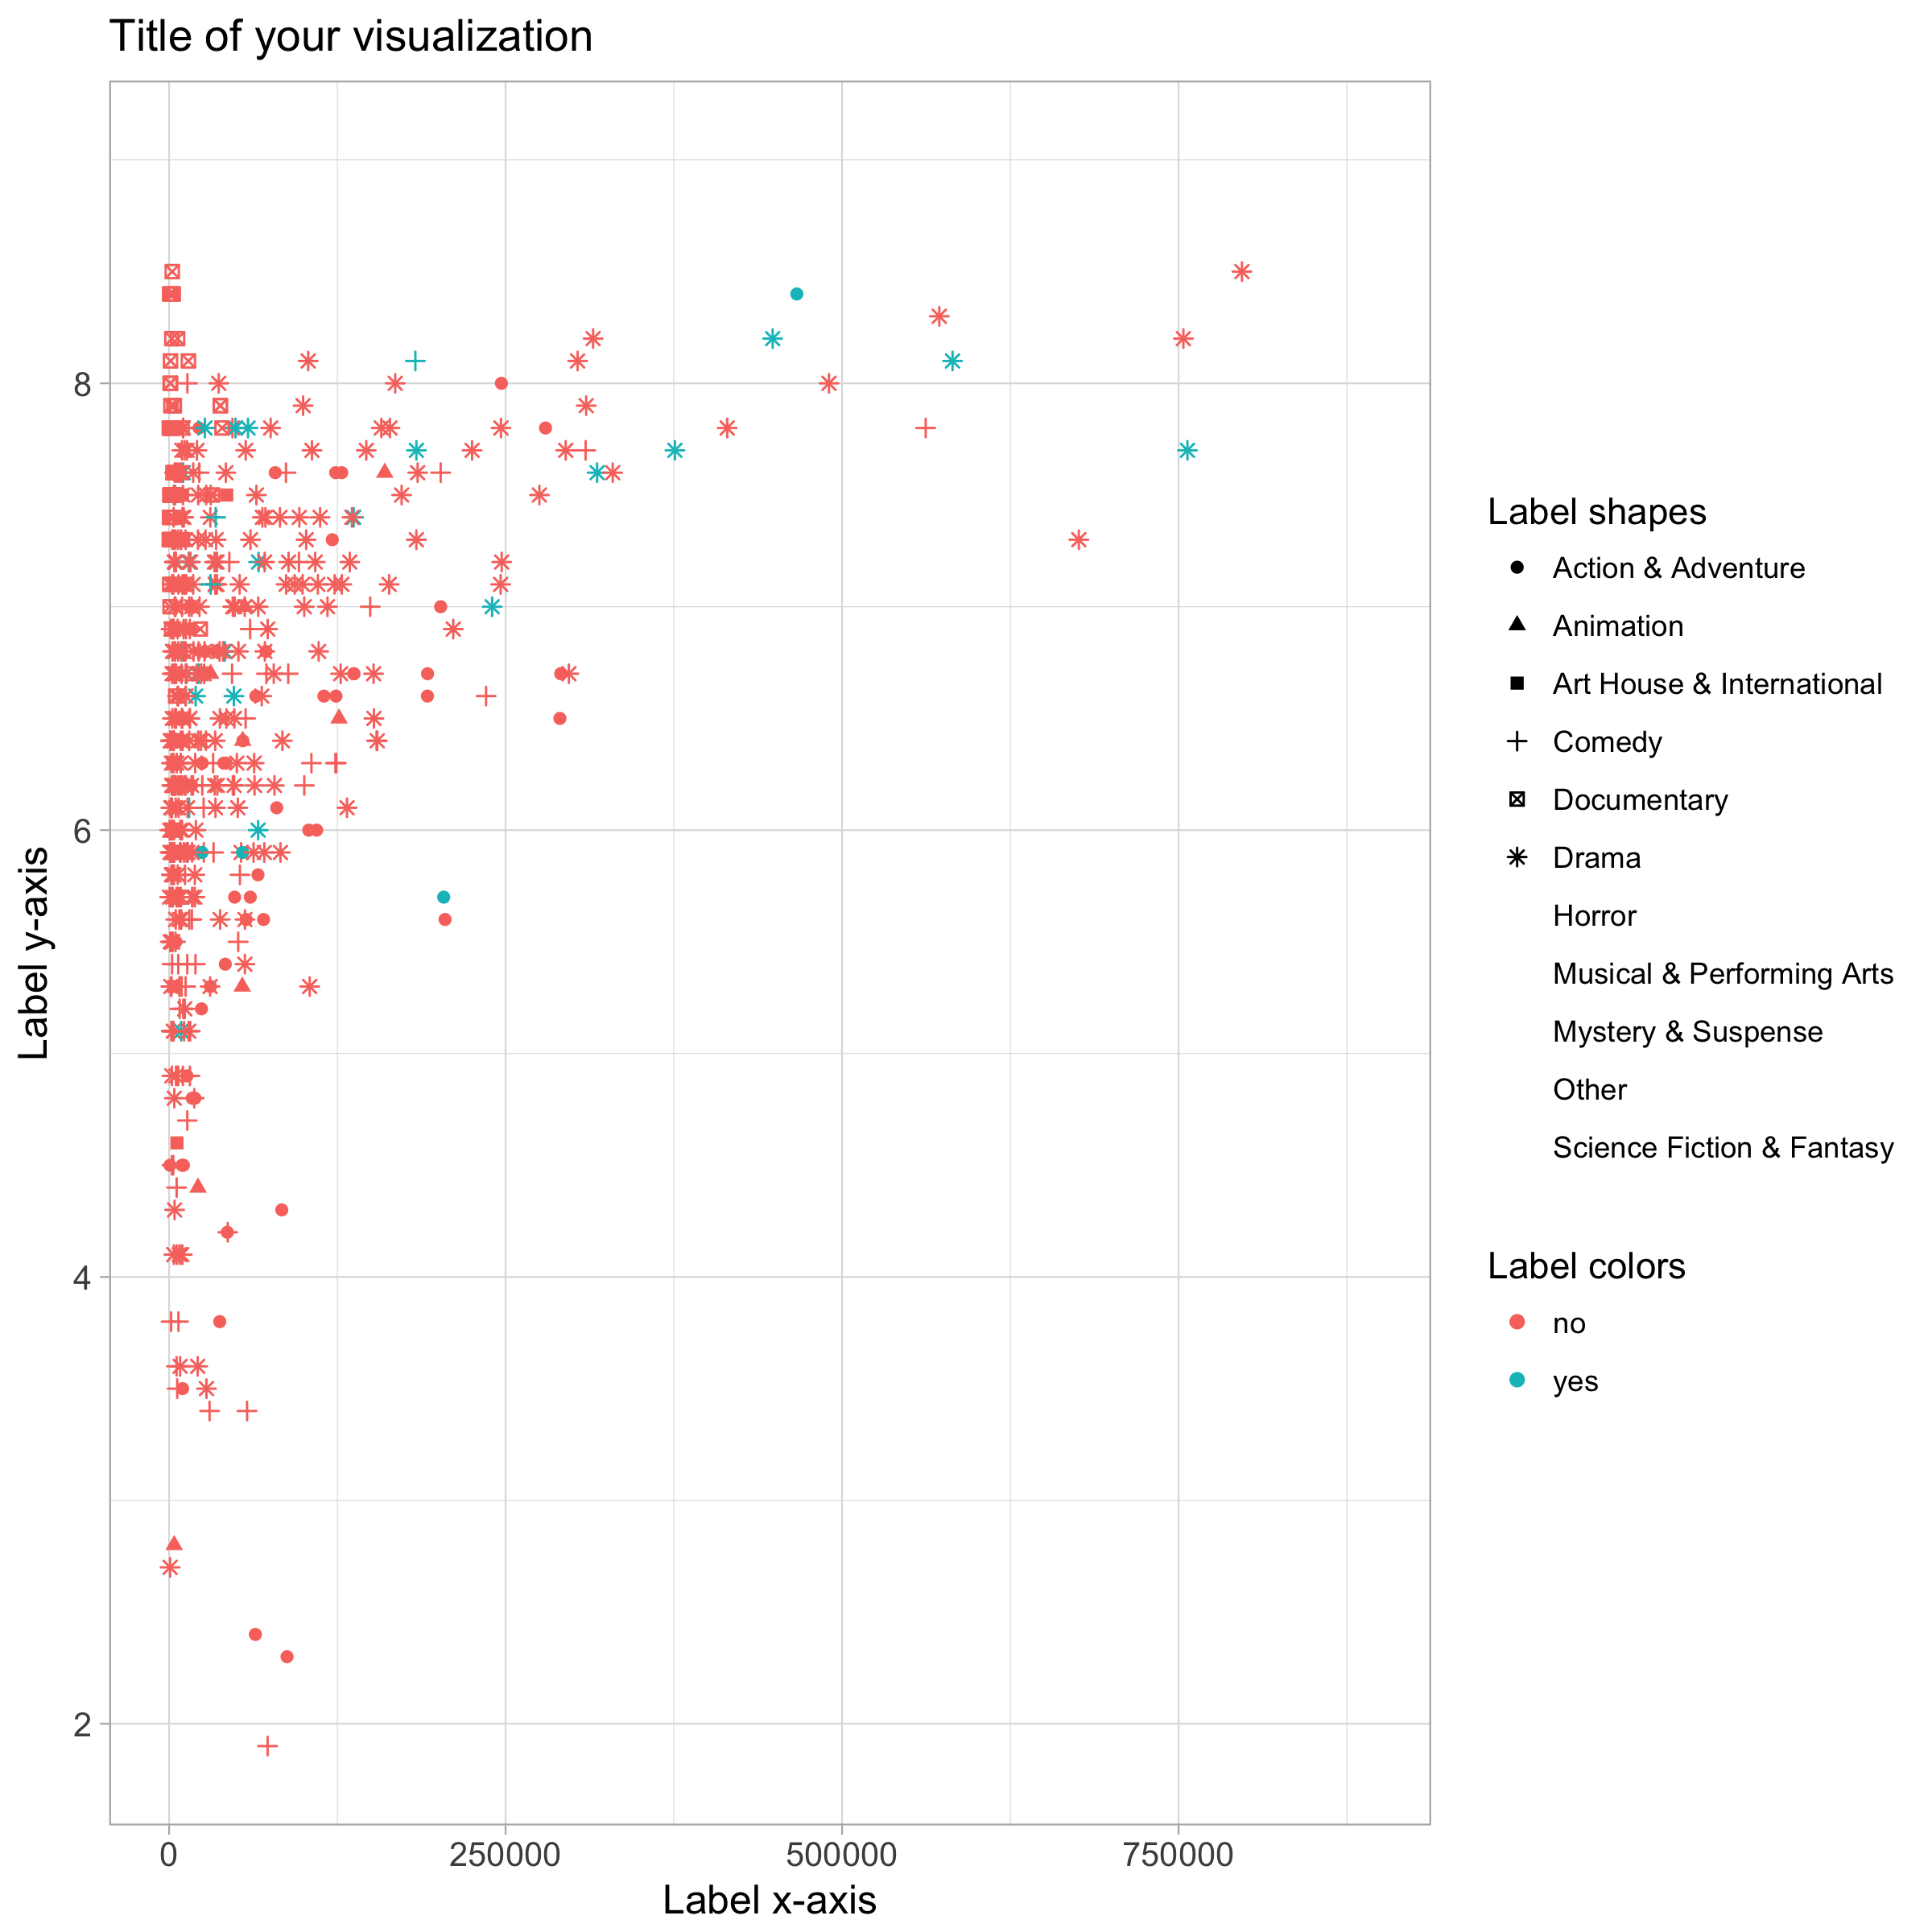 Title of your visualization
8
6
4
2
Label y-axis
0
250000
500000
750000
Label x-axis
Label shapes
Action & Adventure
Animation
Art House & International
Comedy
Documentary
Drama
Horror
Musical & Performing Arts
Mystery & Suspense
Other
Science Fiction & Fantasy
Label colors
no
yes